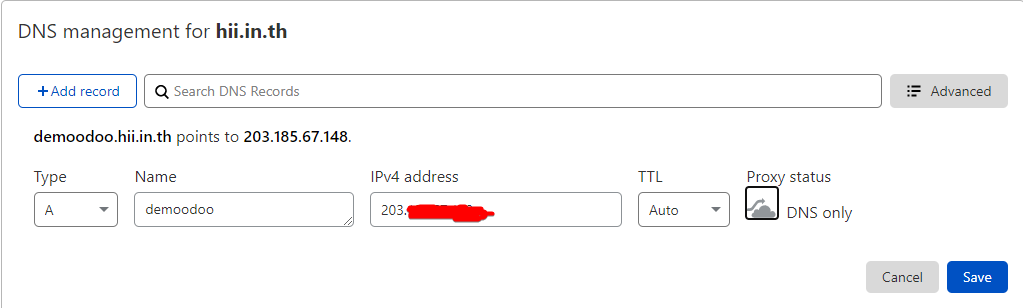 DNS management for hii.in.th
+Add record
Search DNS Records
Advanced
demoodoo.hii.in.th points to 203.185.67.148.
Type
Name
IPv4 address
TTL
Proxy status
A
demoodoo
203.
Auto
DNS only
Cancel
Save